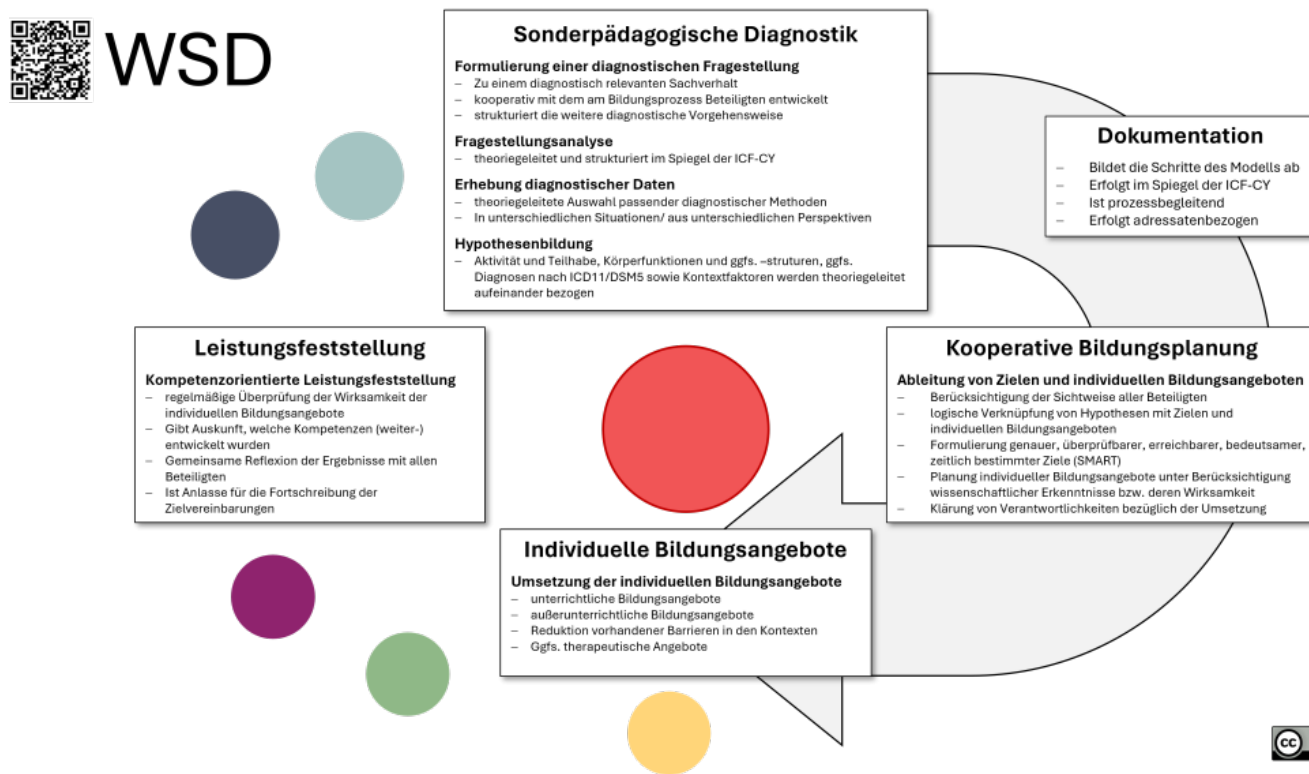 WSD
Sonderpädagogische Diagnostik
Formulierung einer diagnostischen Fragestellung
– Zu einem diagnostisch relevanten Sachverhalt
– kooperativ mit dem am Bildungsprozess Beteiligten entwickelt
– strukturiert die weitere diagnostische Vorgehensweise
Fragestellungsanalyse
– theoriegeleitet und strukturiert im Spiegel der ICF-CY
Erhebung diagnostischer Daten
– theoriegeleitete Auswahl passender diagnostischer Methoden
– In unterschiedlichen Situationen/ aus unterschiedlichen Perspektiven
Hypothesenbildung
– Aktivität und Teilhabe, Körperfunktionen und ggfs. –struturen, ggfs.
Diagnosen nach ICD11/DSM5 sowie Kontextfaktoren werden theoriegeleitet
aufeinander bezogen
Dokumentation
– Bildet die Schritte des Modells ab
– Erfolgt im Spiegel der ICF-CY
– Ist prozessbegleitend
– Erfolgt adressatenbezogen
Leistungsfeststellung
Kompetenzorientierte Leistungsfeststellung
– regelmäßige Überprüfung der Wirksamkeit der
individuellen Bildungsangebote
– Gibt Auskunft, welche Kompetenzen (weiter-)
entwickelt wurden
– Gemeinsame Reflexion der Ergebnisse mit allen
Beteiligten
– Ist Anlasse für die Fortschreibung der
Zielvereinbarungen
Kooperative Bildungsplanung
Ableitung von Zielen und individuellen Bildungsangeboten
– Berücksichtigung der Sichtweise aller Beteiligten
– logische Verknüpfung von Hypothesen mit Zielen und
individuellen Bildungsangboten
– Formulierung genauer, überprüfbarer, erreichbarer, bedeutsamer,
zeitlich bestimmter Ziele (SMART)
– Planung individueller Bildungsangebote unter Berücksichtigung
wissenschaftlicher Erkenntnisse bzw. deren Wirksamkeit
– Klärung von Verantwortlichkeiten bezüglich der Umsetzung
Individuelle Bildungsangebote
Umsetzung der individuellen Bildungsangebote
– unterrichtliche Bildungsangebote
– außerunterrichtliche Bildungsangebote
– Reduktion vorhandener Barrieren in den Kontexten
– Ggfs. therapeutische Angebote
cc